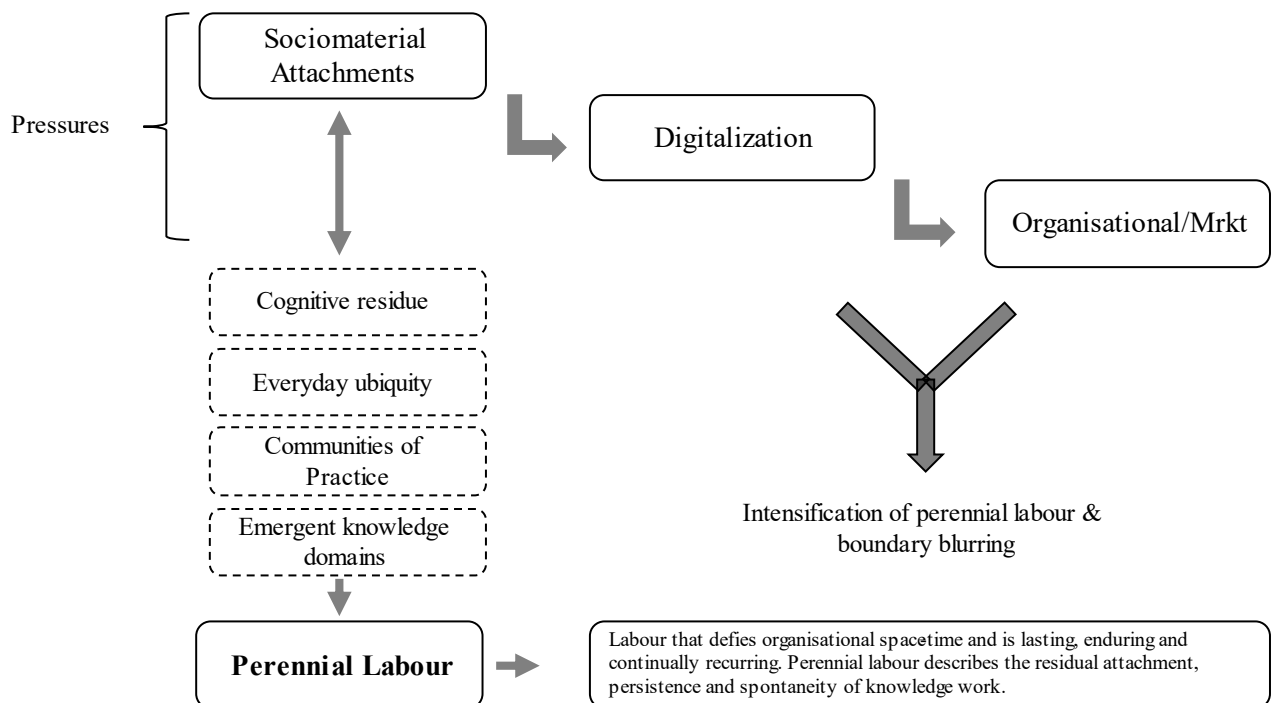 Sociomaterial
Attachments
Pressures
Digitalization
Organisational/Mrkt
Cognitive residue
Everyday ubiquity
Communities of
Practice
Emergent knowledge
domains
Intensification of perennial labour &
boundary blurring
Perennial Labour
Labour that defies organisational space-time and is lasting, enduring and
continually recurring. Perennial labour describes the residual attachment,
persistence and spontaneity of knowledge work.